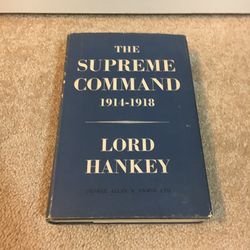 THE
SUPREME
COMMAND
1914-1918
LORD
HANKEY
GEORGE ALLEN & UNWIN LTD